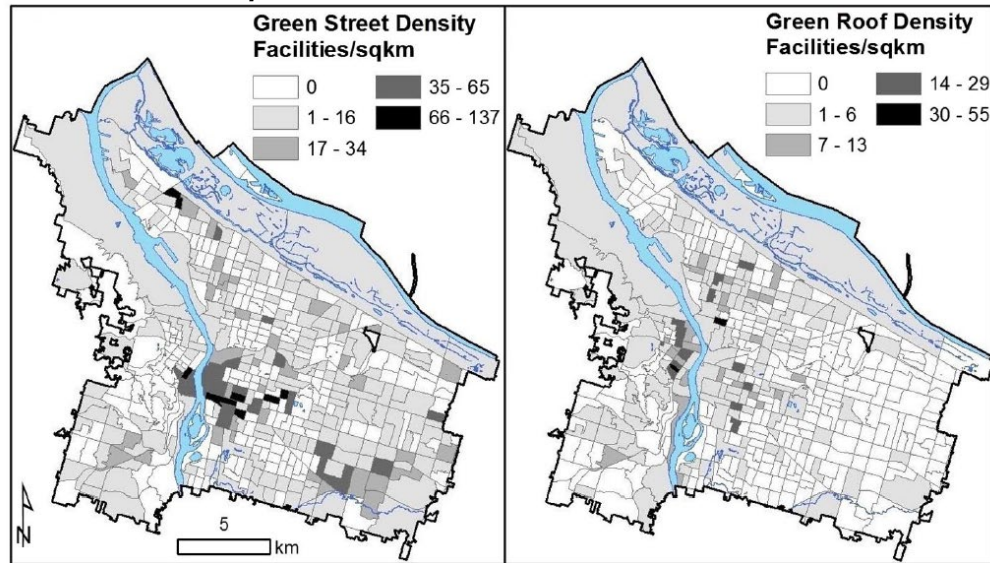 Green Street Density
Facilities/sqkm
0
1 - 16
17 - 34
35 - 65
66 - 137
Green Roof Density
Facilities/sqkm
0
1 - 6
7 - 13
14 - 29
30 - 55
N
5
km